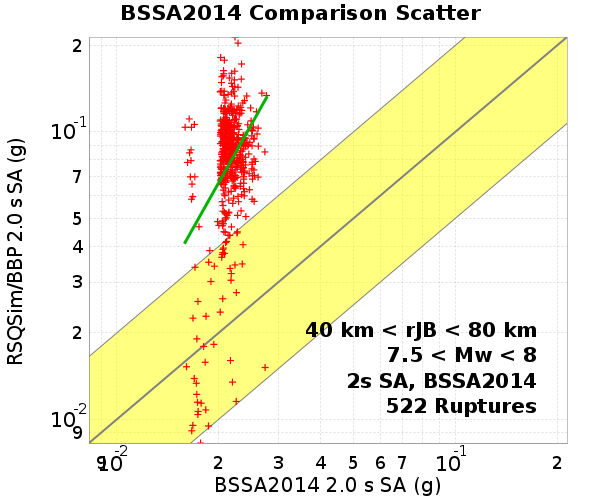 BSSA2014 Comparison Scatter
RSQSim/BBP 2.0 s SA (g)
2
10-1
7
5
4
3
2
10-2
9
40 km < rJB < 80 km
7.5 < Mw < 8
2s SA, BSSA2014
522 Ruptures
9 10-2 2 3 4 5 6 7 10-1 2
BSSA2014 2.0 s SA (g)